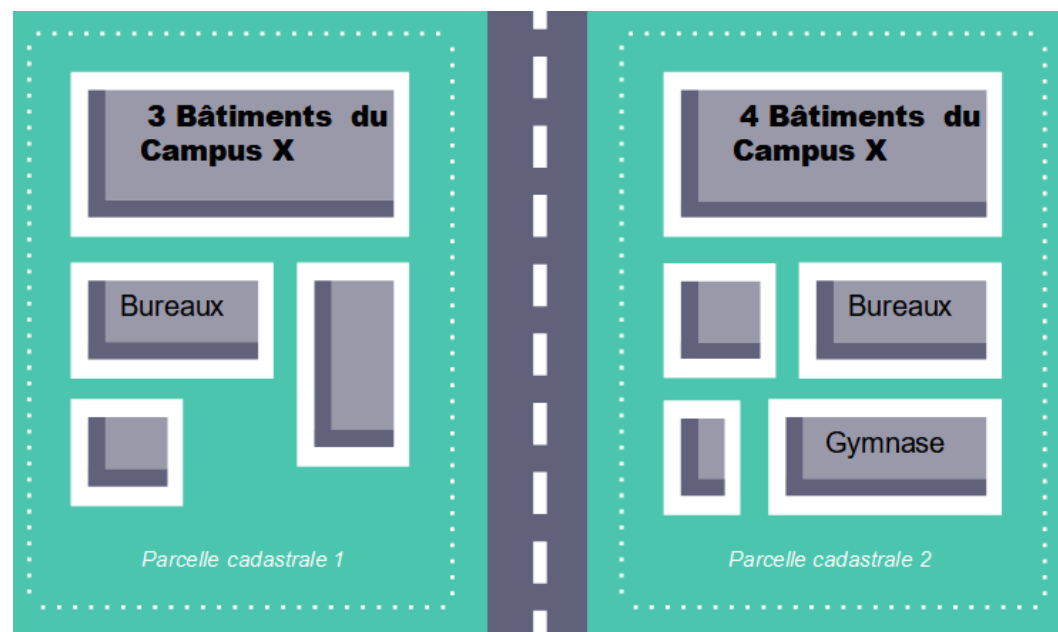 3 Bâtiments du
Campus X
Bureaux
Parcelle cadastrale 1
4 Bâtiments du
Campus X
Bureaux
Gymnase
Parcelle cadastrale 2